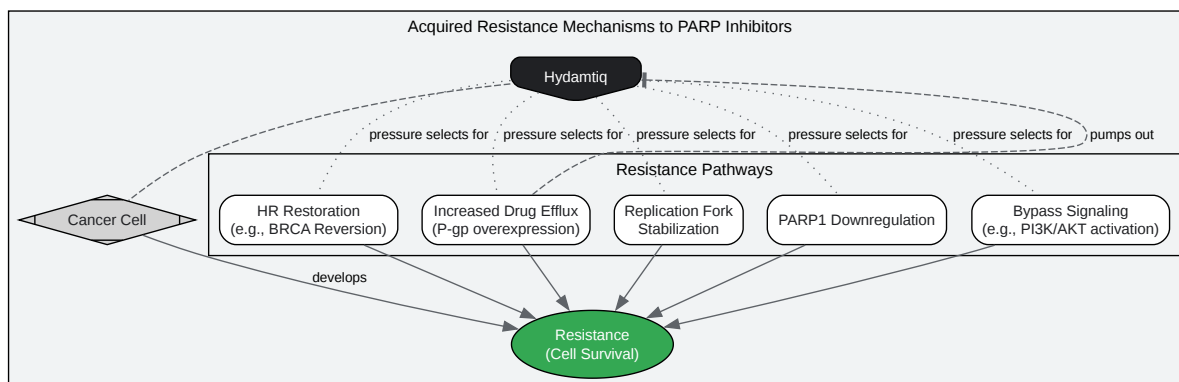 Acquired Resistance Mechanisms to PARP Inhibitors
Hydamtiq
pressure selects for
pressure selects for
pressure selects for
pressure selects for
pressure selects for
pumps out
Resistance Pathways
Cancer Cell
HR Restoration
(e.g., BRCA Reversion)
Increased Drug Efflux
(P-gp overexpression)
Replication Fork
Stabilization
PARP1 Downregulation
Bypass Signaling
(e.g., PI3K/AKT activation)
develops
Resistance
(Cell Survival)